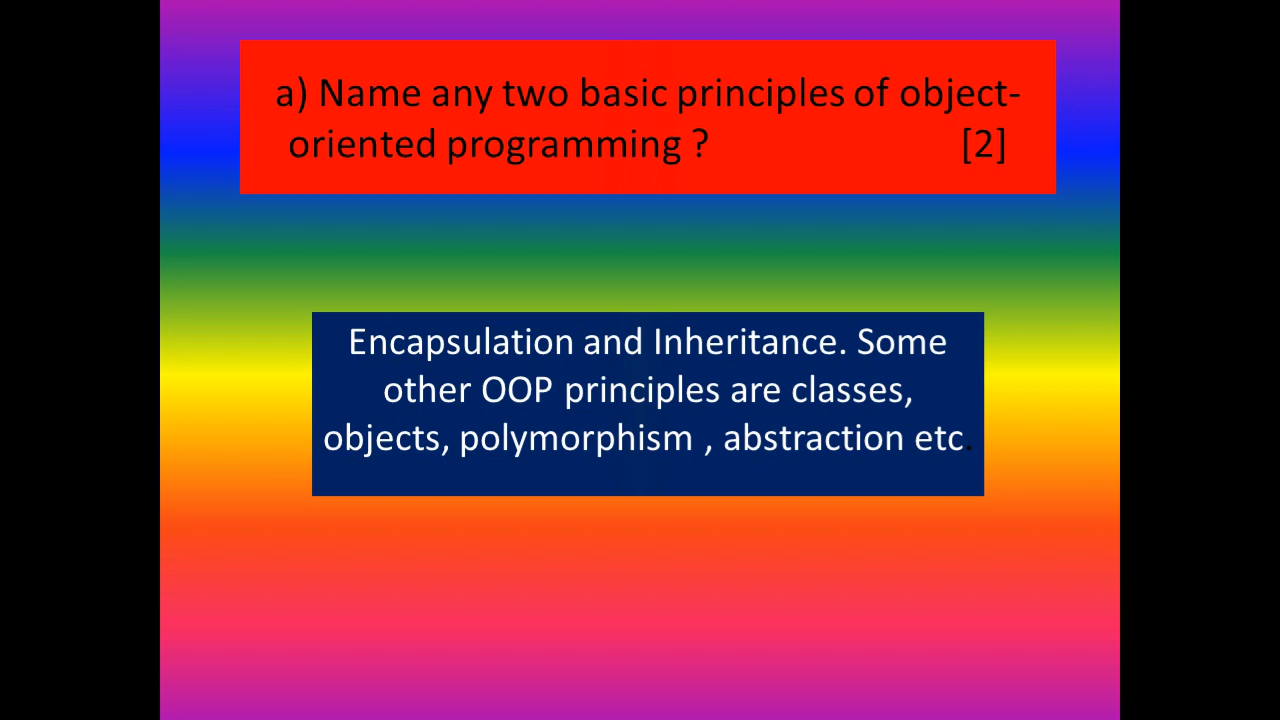 a) Name any two basic principles of object-
oriented programming ? [2]
Encapsulation and Inheritance. Some
other OOP principles are classes,
objects, polymorphism , abstraction etc.